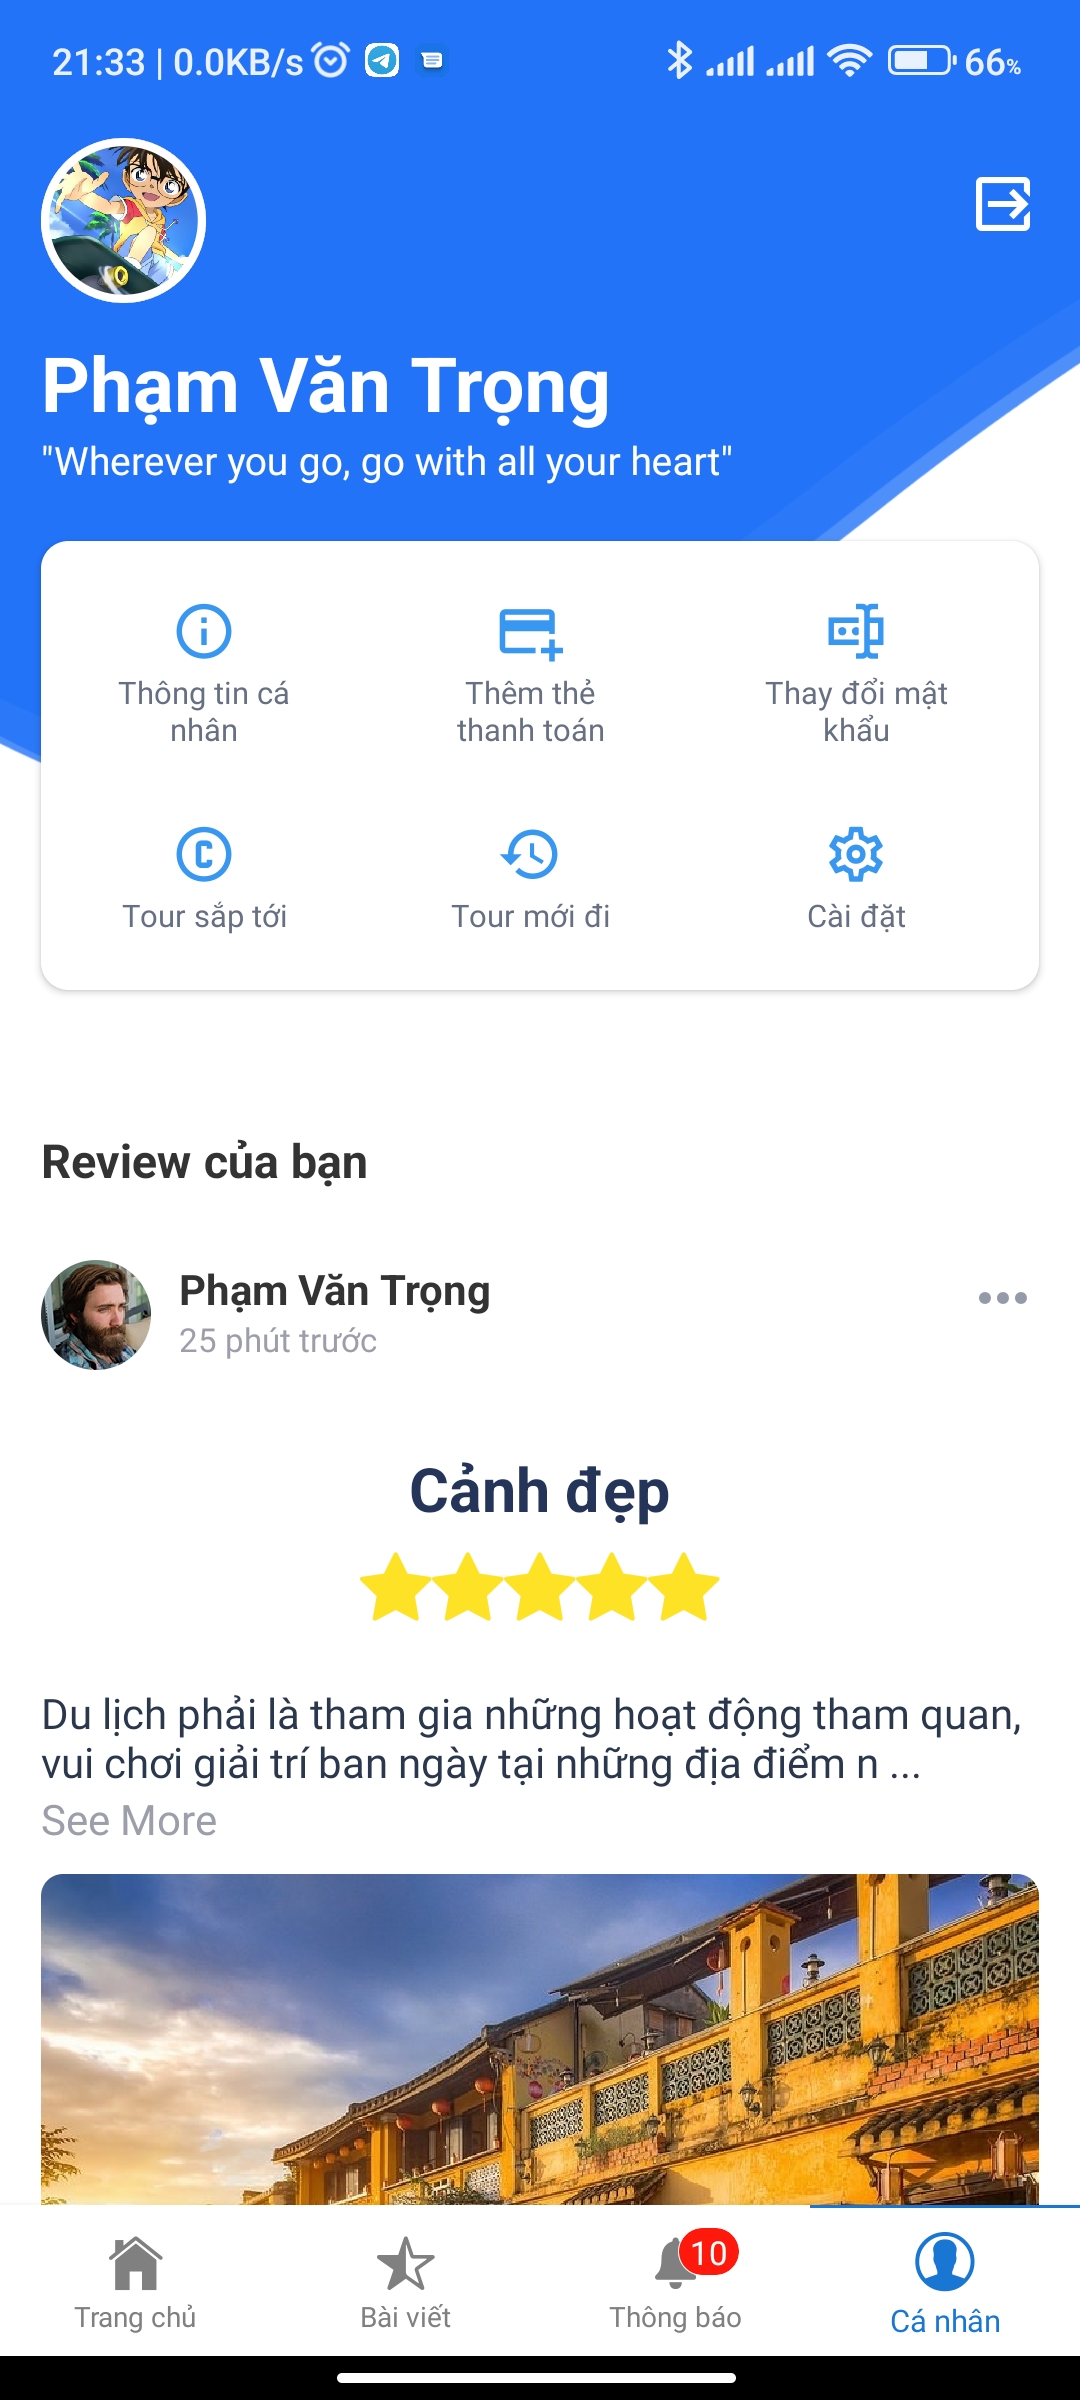 21:33 | 0.0KB/s
66%
Phạm Văn Trọng
"Wherever you go, go with all your heart"
Thông tin cá
nhân
Thêm thẻ
thanh toán
Thay đổi mật
khẩu
Tour sắp tới
Tour mới đi
Cài đặt
Review của bạn
Phạm Văn Trọng
25 phút trước
Cảnh đẹp
Du lịch phải là tham gia những hoạt động tham quan,
vui chơi giải trí ban ngày tại những địa điểm n ...
See More
10
Trang chủ
Bài viết
Thông báo
Cá nhân